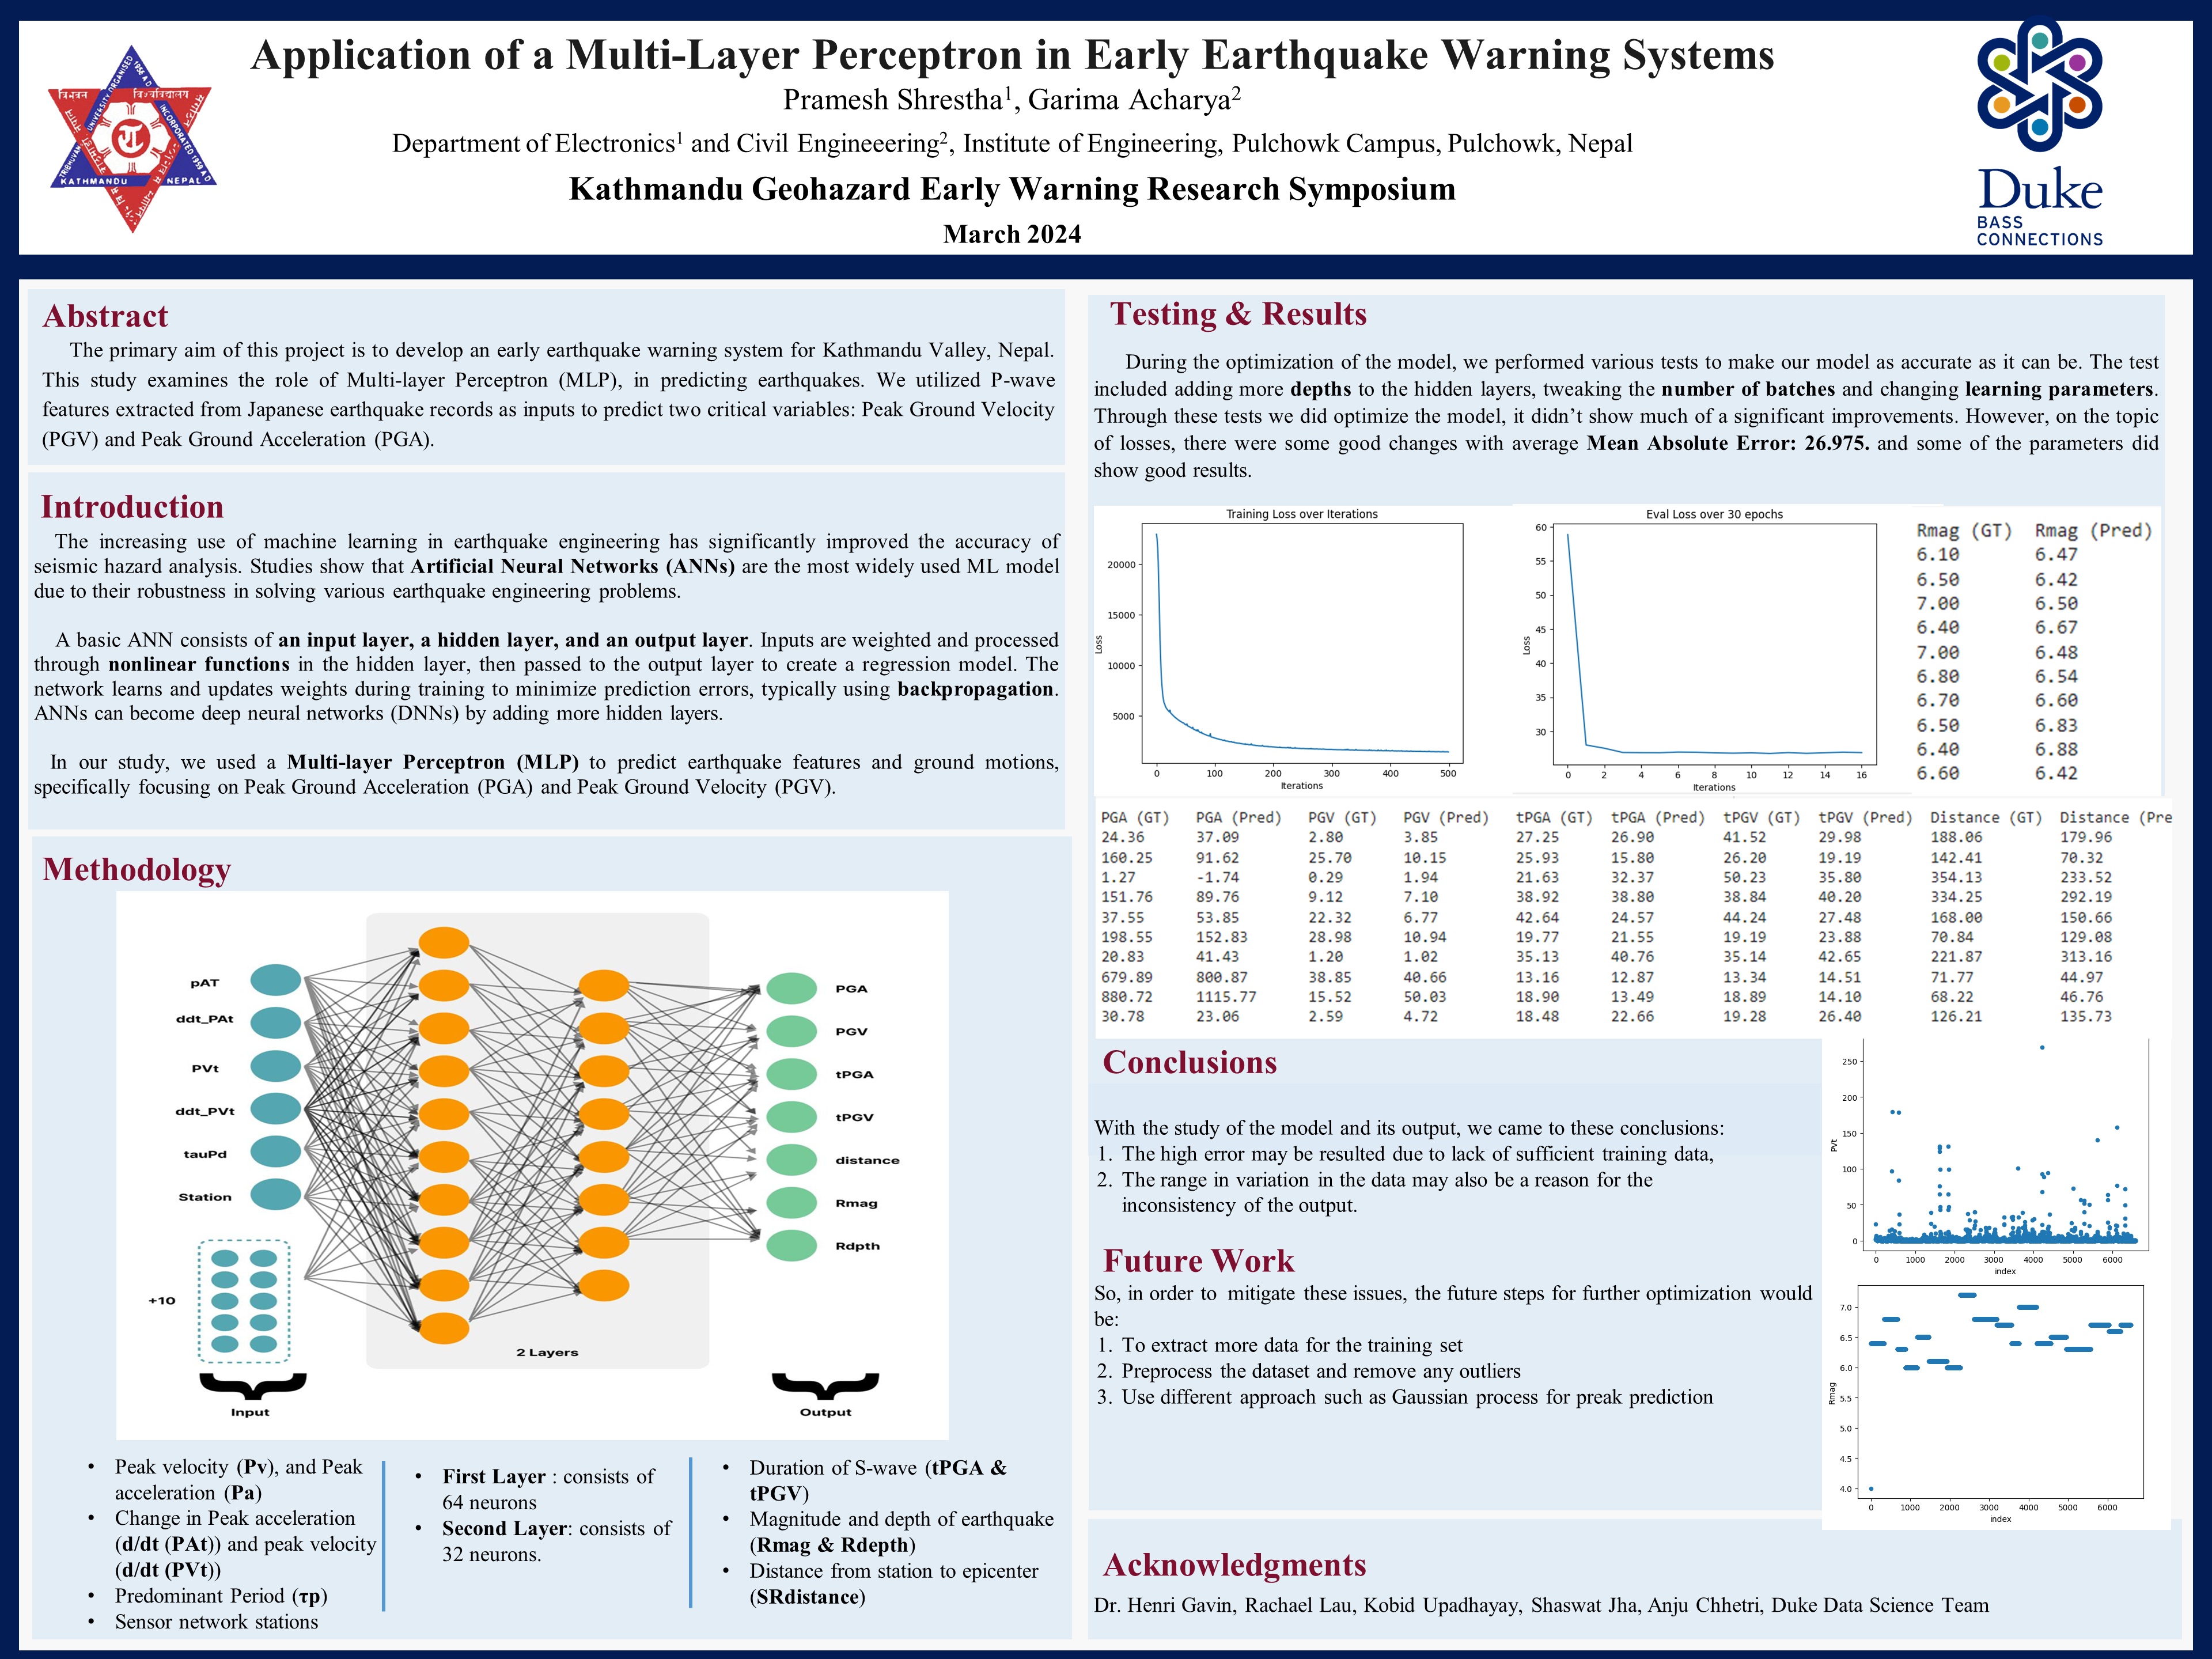 Application of a Multi-Layer Perceptron in Early Earthquake Warning Systems
Pramesh Shrestha1, Garima Acharya2
Department of Electronics1 and Civil Engineeering2, Institute of Engineering, Pulchowk Campus, Pulchowk, Nepal
Kathmandu Geohazard Early Warning Research Symposium
March 2024
त्रिभुवन विश्वविद्यालय
KATHMANDU NEPAL
Duke
BASS
CONNECTIONS
Abstract
The primary aim of this project is to develop an early earthquake warning system for Kathmandu Valley, Nepal.
This study examines the role of Multi-layer Perceptron (MLP), in predicting earthquakes. We utilized P-wave
features extracted from Japanese earthquake records as inputs to predict two critical variables: Peak Ground Velocity
(PGV) and Peak Ground Acceleration (PGA).
Introduction
The increasing use of machine learning in earthquake engineering has significantly improved the accuracy of
seismic hazard analysis. Studies show that Artificial Neural Networks (ANNs) are the most widely used ML model
due to their robustness in solving various earthquake engineering problems.
A basic ANN consists of an input layer, a hidden layer, and an output layer. Inputs are weighted and processed
through nonlinear functions in the hidden layer, then passed to the output layer to create a regression model. The
network learns and updates weights during training to minimize prediction errors, typically using backpropagation.
ANNs can become deep neural networks (DNNs) by adding more hidden layers.
In our study, we used a Multi-layer Perceptron (MLP) to predict earthquake features and ground motions,
specifically focusing on Peak Ground Acceleration (PGA) and Peak Ground Velocity (PGV).
Methodology
pAT
ddt_PAt
PVt
ddt_PVt
tauPd
Station
+10
Input
2 Layers
PGA
PGV
tPGA
tPGV
distance
Rmag
Rdpth
Output
• Peak velocity (Pv), and Peak
acceleration (Pa)
• Change in Peak acceleration
(d/dt (PAt)) and peak velocity
(d/dt (PVt))
• Predominant Period (τp)
• Sensor network stations
• First Layer : consists of
64 neurons
• Second Layer: consists of
32 neurons.
• Duration of S-wave (tPGA &
tPGV)
• Magnitude and depth of earthquake
(Rmag & Rdepth)
• Distance from station to epicenter
(SRdistance)
Testing & Results
During the optimization of the model, we performed various tests to make our model as accurate as it can be. The test
included adding more depths to the hidden layers, tweaking the number of batches and changing learning parameters.
Through these tests we did optimize the model, it didn't show much of a significant improvements. However, on the topic
of losses, there were some good changes with average Mean Absolute Error: 26.975. and some of the parameters did
show good results.
Training Loss over Iterations
20000
15000
10000
5000
Loss
0 100 200 300 400 500
Iterations
Eval Loss over 30 epochs
60
55
50
45
40
35
30
Loss
0 2 4 6 8 10 12 14 16
Iterations
Rmag (GT) Rmag (Pred)
6.10 6.47
6.50 6.42
7.00 6.50
6.40 6.67
7.00 6.48
6.80 6.54
6.70 6.60
6.50 6.83
6.40 6.88
6.60 6.42
PGA (GT) PGA (Pred) PGV (GT) PGV (Pred) tPGA (GT) tPGA (Pred) tPGV (GT) tPGV (Pred) Distance (GT) Distance (Pre
24.36 37.09 2.80 3.85 27.25 26.90 41.52 29.98 188.06 179.96
160.25 91.62 25.70 10.15 25.93 15.80 26.20 19.19 142.41 70.32
1.27 -1.74 0.29 1.94 21.63 32.37 50.23 35.80 354.13 233.52
151.76 89.76 9.12 7.10 38.92 38.80 38.84 40.20 334.25 292.19
37.55 53.85 22.32 6.77 42.64 24.57 44.24 27.48 168.00 150.66
198.55 152.83 28.98 10.94 19.77 21.55 19.19 23.88 70.84 129.08
20.83 41.43 1.20 1.02 35.13 40.76 35.14 42.65 221.87 313.16
679.89 800.87 38.85 40.66 13.16 12.87 13.34 14.51 71.77 44.97
880.72 1115.77 15.52 50.03 18.90 13.49 18.89 14.10 68.22 46.76
30.78 23.06 2.59 4.72 18.48 22.66 19.28 26.40 126.21 135.73
Conclusions
With the study of the model and its output, we came to these conclusions:
1. The high error may be resulted due to lack of sufficient training data,
2. The range in variation in the data may also be a reason for the
inconsistency of the output.
Future Work
So, in order to mitigate these issues, the future steps for further optimization would
be:
1. To extract more data for the training set
2. Preprocess the dataset and remove any outliers
3. Use different approach such as Gaussian process for preak prediction
250
200
150
100
50
0
PVt
0 1000 2000 3000 4000 5000 6000
index
7.0
6.5
6.0
5.5
5.0
4.5
4.0
Rmag
0 1000 2000 3000 4000 5000 6000
index
Acknowledgments
Dr. Henri Gavin, Rachael Lau, Kobid Upadhayay, Shaswat Jha, Anju Chhetri, Duke Data Science Team